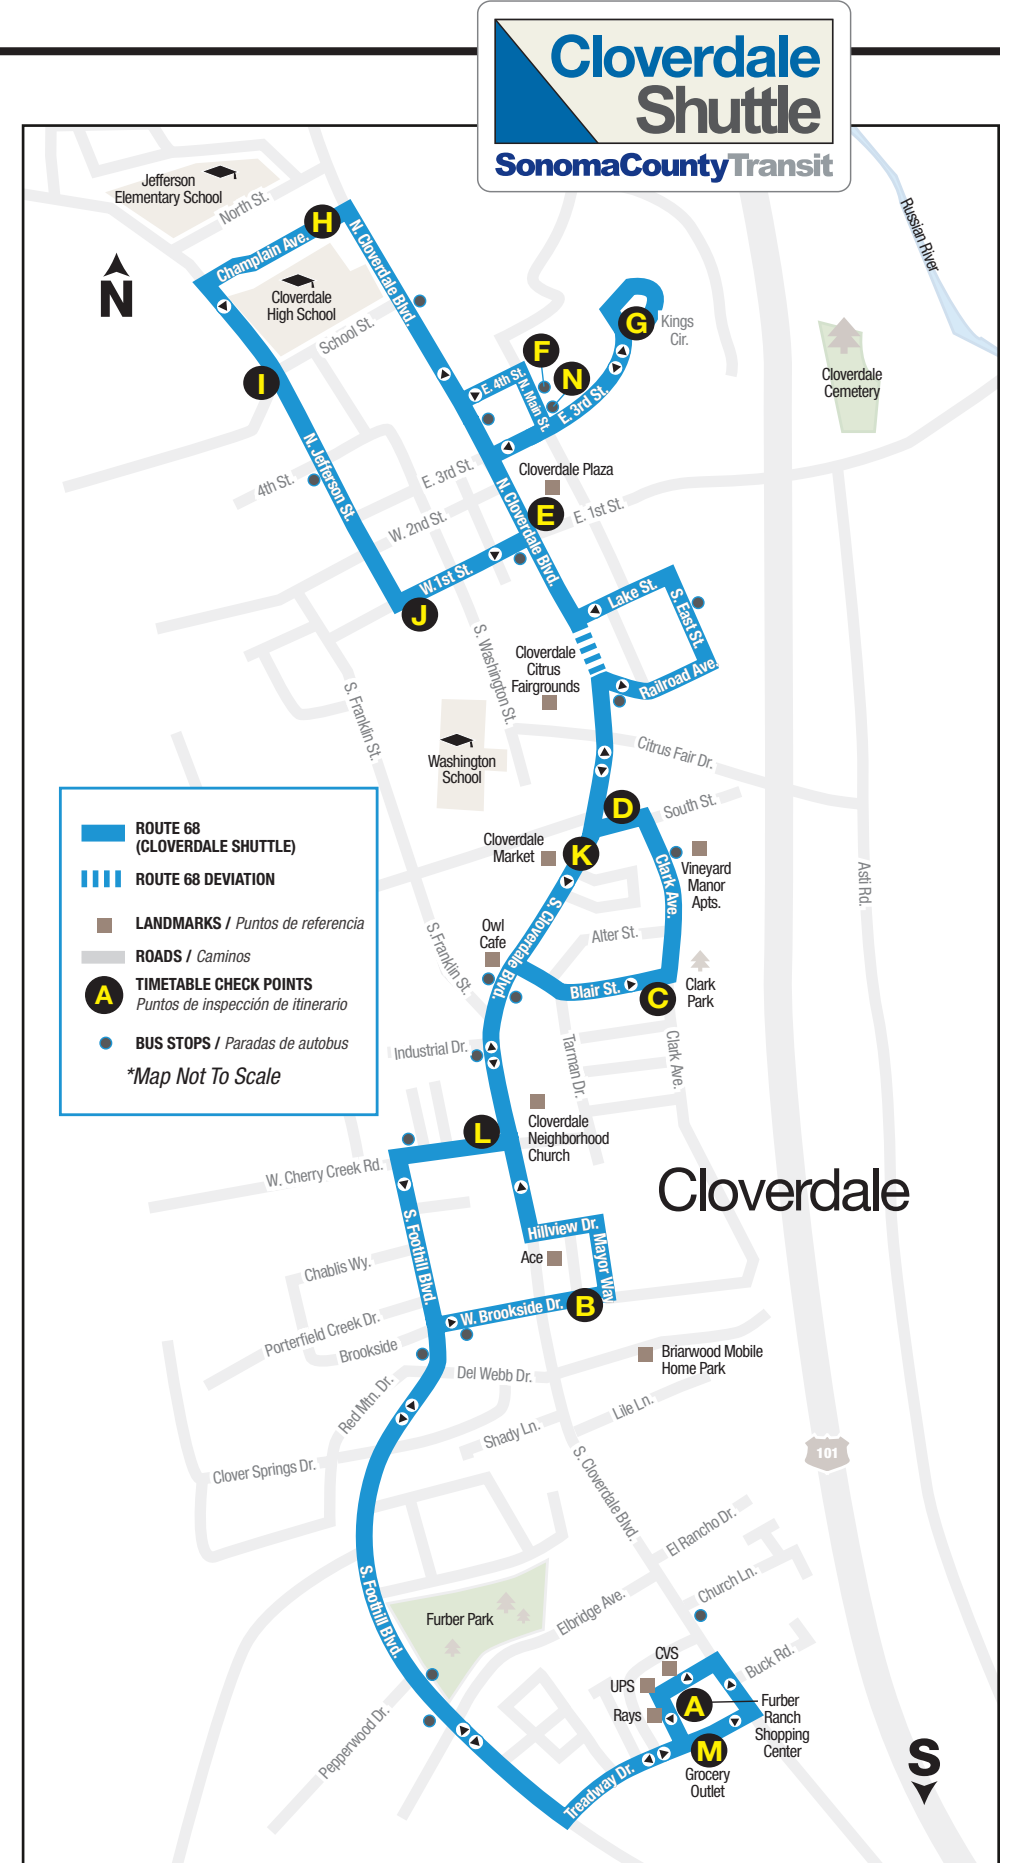 Cloverdale
Shuttle
SonomaCountyTransit
Jefferson
Elementary School
North St.
H
Champlain Ave.
N. Cloverdale Blvd.
Russian River
N
Cloverdale
High School
School St.
G
Kings
Cir.
F
N
E. 4th St.
N. Main St.
E. 3rd St.
Cloverdale
Cemetery
I
N. Jefferson St.
4th St.
E. 3rd St.
W. 2nd St.
Cloverdale Plaza
N. Cloverdale Blvd.
E
E. 1st St.
W.1st St.
J
Lake St.
S. East St.
Railroad Ave.
S. Washington St.
Cloverdale
Citrus
Fairgrounds
S. Franklin St.
Washington
School
Citrus Fair Dr.
D
South St.
Cloverdale
Market
K
Clark Ave.
Vineyard
Manor
Apts.
Asti Rd.
ROUTE 68
(CLOVERDALE SHUTTLE)
ROUTE 68 DEVIATION
LANDMARKS / Puntos de referencia
ROADS / Caminos
A
TIMETABLE CHECK POINTS
Puntos de inspección de itinerario
BUS STOPS / Paradas de autobus
*Map Not To Scale
S. Cloverdale Blvd.
Owl
Cafe
Alter St.
S.Franklin St.
Blair St.
C
Clark
Park
Industrial Dr.
Tarman Dr.
Clark Ave.
L
Cloverdale
Neighborhood
Church
W. Cherry Creek Rd.
Cloverdale
S. Foothill Blvd.
Hillview Dr.
Mayor Way
Ace
Chablis Wy.
W. Brookside Dr.
B
Porterfield Creek Dr.
Brookside
Briarwood Mobile
Home Park
Red Mtn. Dr.
Del Webb Dr.
Lile Ln.
Shady Ln.
Clover Springs Dr.
S. Cloverdale Blvd.
101
El Rancho Dr.
S. Foothill Blvd.
Church Ln.
Furber Park
Elbridge Ave.
CVS
Buck Rd.
UPS
Rays
A
Furber
Ranch
Shopping
Center
Pepperwood Dr.
M
Grocery
Outlet
Treadway Dr.
S